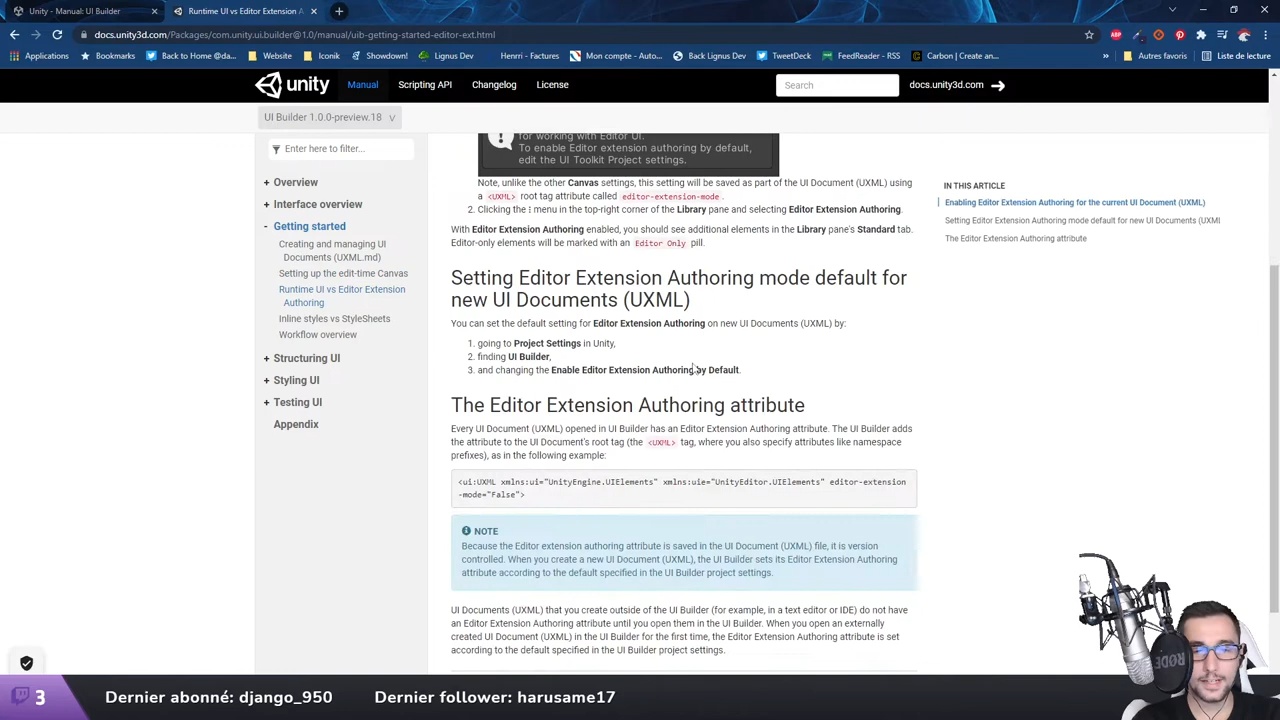 Unity - Manual: UI Builder
Runtime UI vs Editor Extension A
docs.unity3d.com/Packages/com.unity.ui.builder@1.0/manual/uib-getting-started-editor-ext.html
Applications
Bookmarks
Back to Home @da...
Iconik
Showdown!
Lignus Dev
Henrri - Factures
Mon compte - Auto...
Back Lignus Dev
TweetDeck
FeedReader - RSS
Carbon | Create an...
»
Autres favoris
Liste de lecture
unity
Manual
Scripting API
Changelog
License
Search
docs.unity3d.com
UI Builder 1.0.0-preview.18
Enter here to filter...
+ Overview
+ Interface overview
- Getting started
Creating and managing UI
Documents (UXML.md)
Setting up the edit-time Canvas
Runtime UI vs Editor Extension
Authoring
Inline styles vs StyleSheets
Workflow overview
+ Structuring UI
+ Styling UI
+ Testing UI
Appendix
for working with Editor UI.
To enable Editor extension authoring by default,
edit the UI Toolkit Project settings.
Note, unlike the other Canvas settings, this setting will be saved as part of the UI Document (UXML) using
a <UXML> root tag attribute called editor-extension-mode.
2. Clicking the ⋮ menu in the top-right corner of the Library pane and selecting Editor Extension Authoring.
With Editor Extension Authoring enabled, you should see additional elements in the Library pane's Standard tab.
Editor-only elements will be marked with an Editor Only pill.
Setting Editor Extension Authoring mode default for
new UI Documents (UXML)
You can set the default setting for Editor Extension Authoring on new UI Documents (UXML) by:
1. going to Project Settings in Unity,
2. finding UI Builder,
3. and changing the Enable Editor Extension Authoring by Default.
The Editor Extension Authoring attribute
Every UI Document (UXML) opened in UI Builder has an Editor Extension Authoring attribute. The UI Builder adds
the attribute to the UI Document's root tag (the <UXML> tag, where you also specify attributes like namespace
prefixes), as in the following example:
<ui:UXML xmlns:ui="UnityEngine.UIElements" xmlns:uie="UnityEditor.UIElements" editor-extension
-mode="False">
NOTE
Because the Editor extension authoring attribute is saved in the UI Document (UXML) file, it is version
controlled. When you create a new UI Document (UXML), the UI Builder sets its Editor Extension Authoring
attribute according to the default specified in the UI Builder project settings.
UI Documents (UXML) that you create outside of the UI Builder (for example, in a text editor or IDE) do not have
an Editor Extension Authoring attribute until you open them in the UI Builder. When you open an externally
created UI Document (UXML) in the UI Builder for the first time, the Editor Extension Authoring attribute is set
according to the default specified in the UI Builder project settings.
IN THIS ARTICLE
Enabling Editor Extension Authoring for the current UI Document (UXML)
Setting Editor Extension Authoring mode default for new UI Documents (UXML
The Editor Extension Authoring attribute
RØDE
3
Dernier abonné: django_950
Dernier follower: harusame17